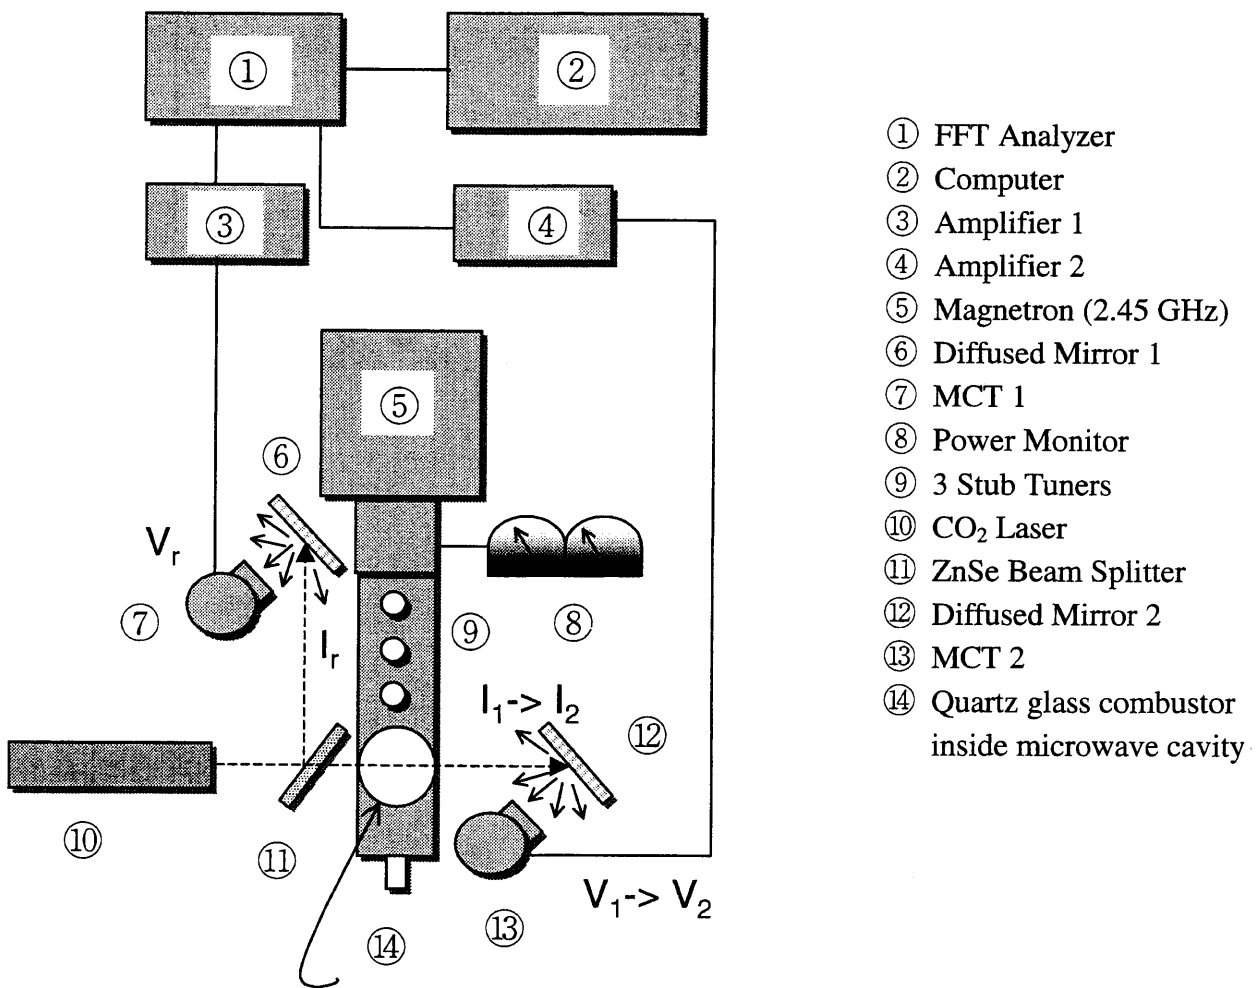 ①
②
③
④
⑤
⑥
V_r
⑦
I_r
⑨
⑧
I₁-> I₂
⑫
⑩
⑪
V₁-> V₂
⑬
⑭
① FFT Analyzer
② Computer
③ Amplifier 1
④ Amplifier 2
⑤ Magnetron (2.45 GHz)
⑥ Diffused Mirror 1
⑦ MCT 1
⑧ Power Monitor
⑨ 3 Stub Tuners
⑩ CO₂ Laser
⑪ ZnSe Beam Splitter
⑫ Diffused Mirror 2
⑬ MCT 2
⑭ Quartz glass combustor
inside microwave cavity